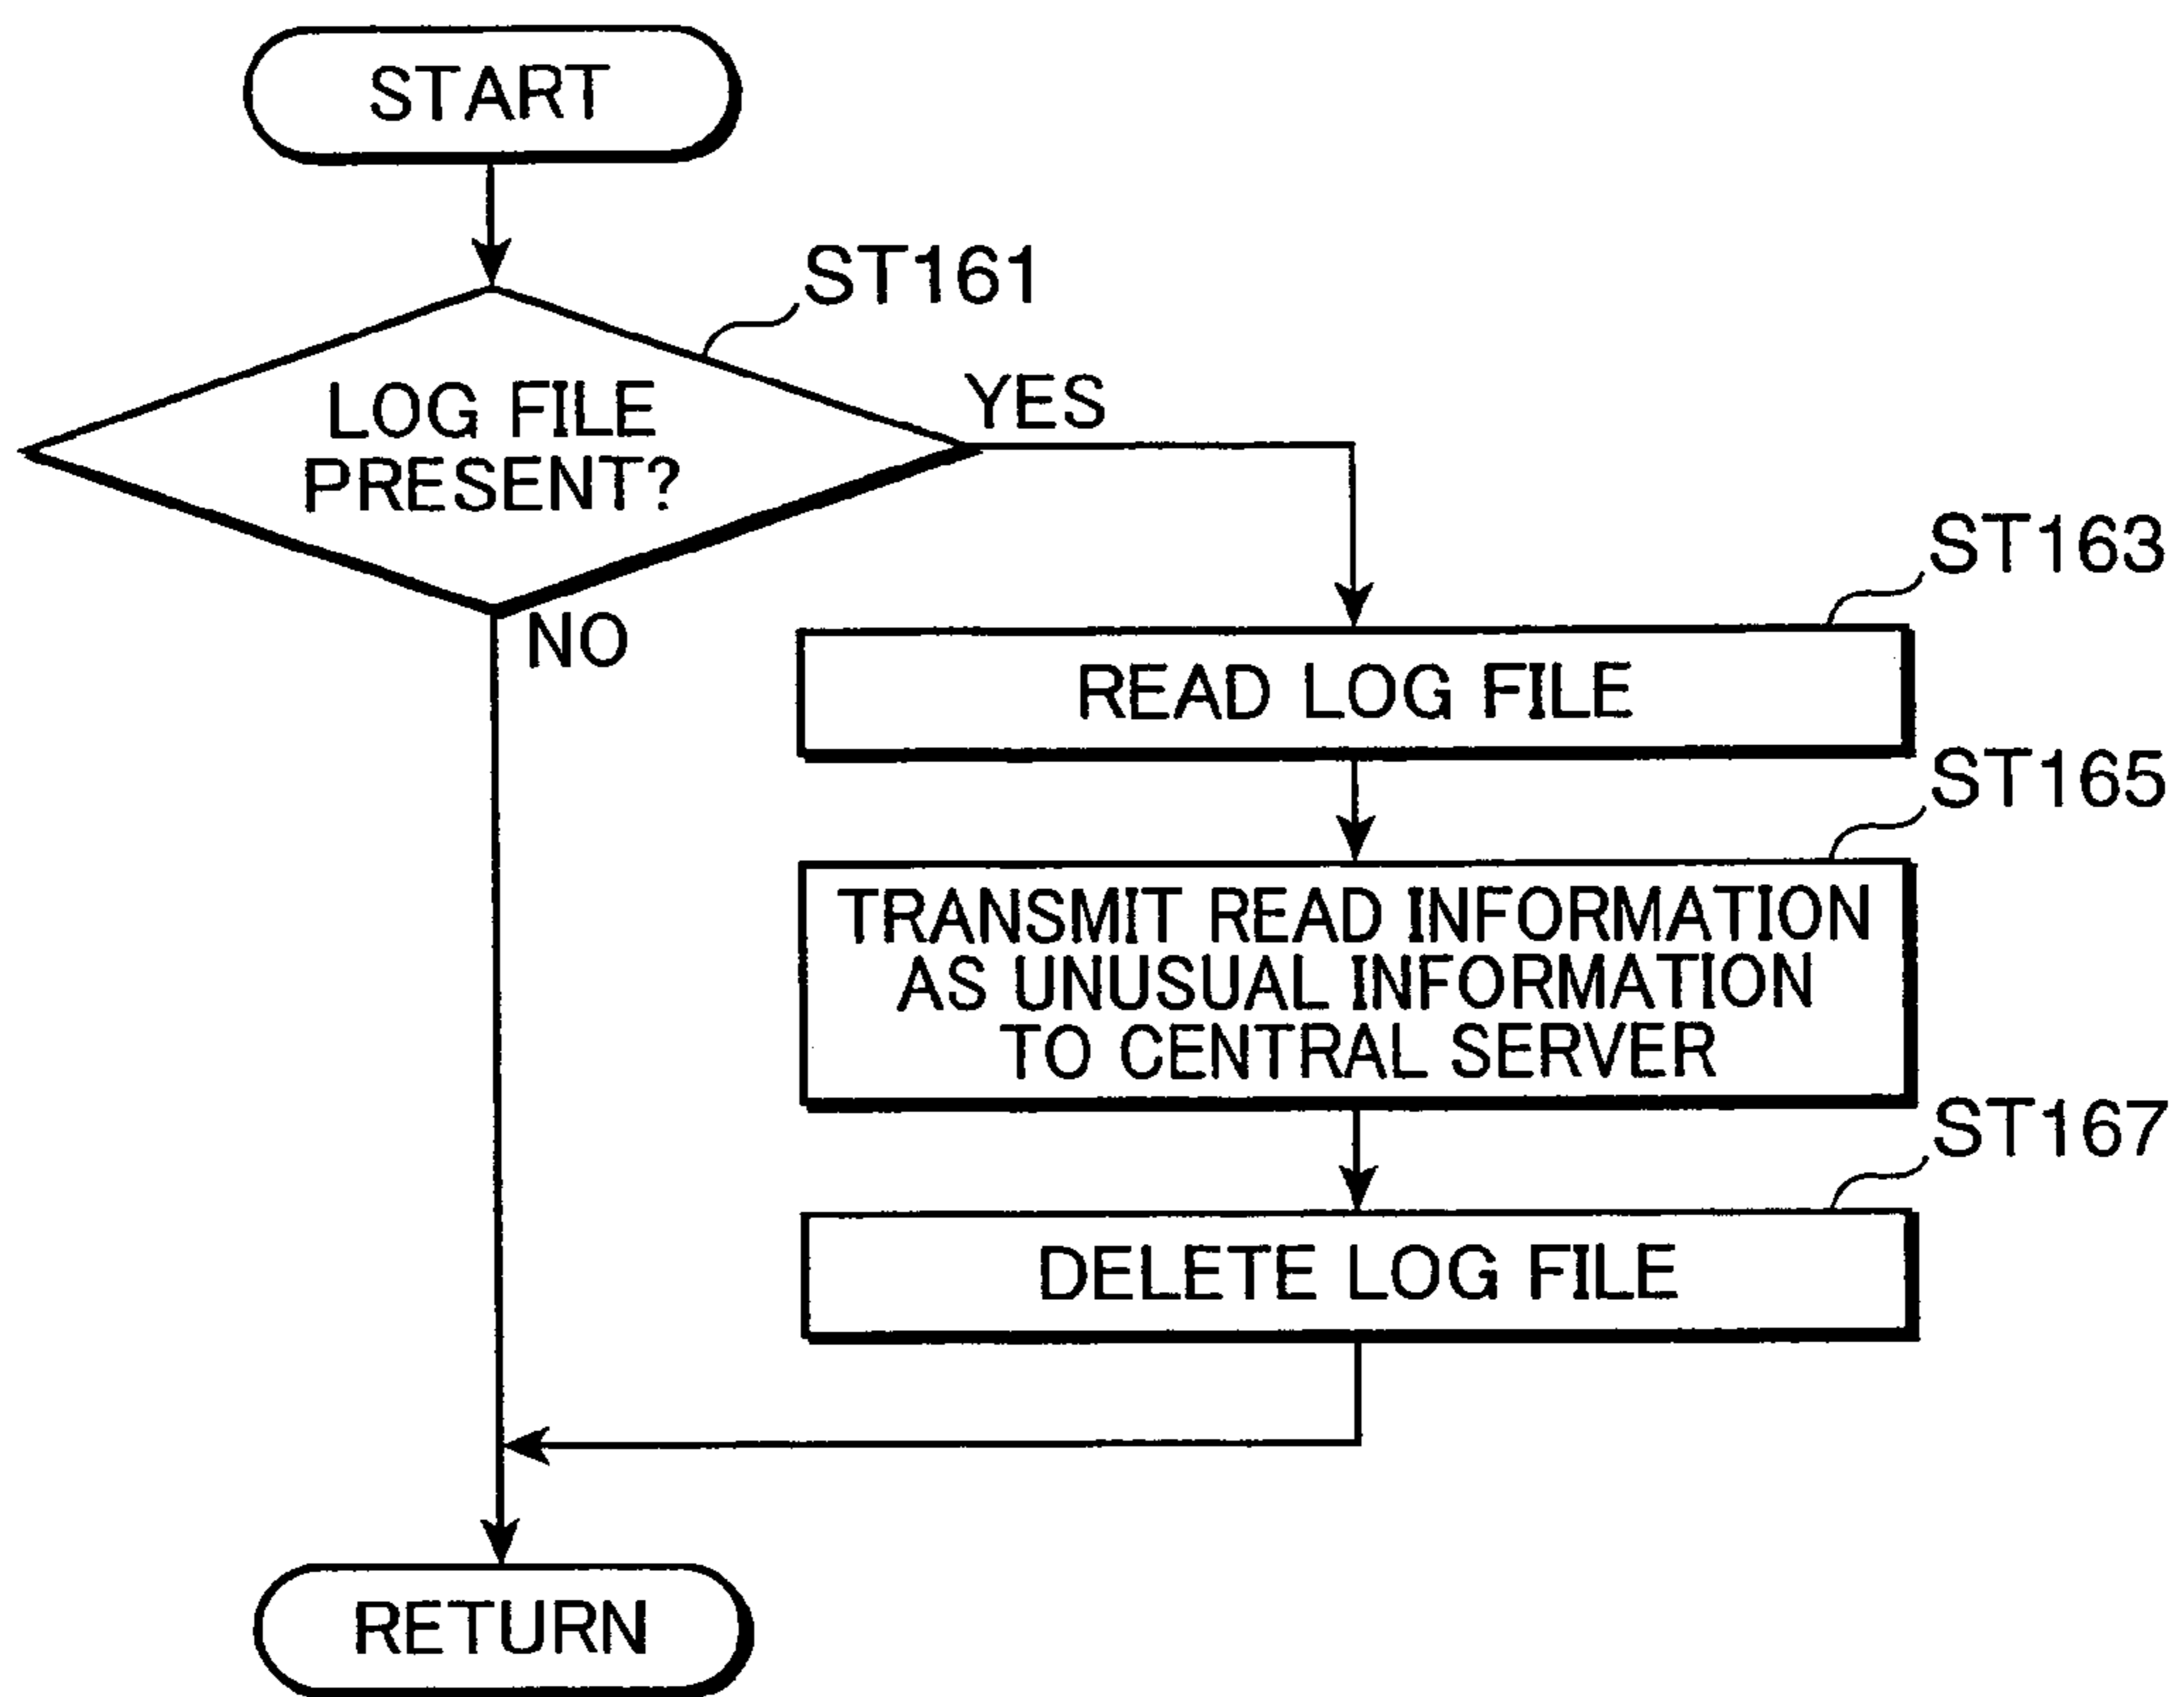 START
ST161
LOG FILE
PRESENT?
YES
NO
ST163
READ LOG FILE
ST165
TRANSMIT READ INFORMATION
AS UNUSUAL INFORMATION
TO CENTRAL SERVER
ST167
DELETE LOG FILE
RETURN